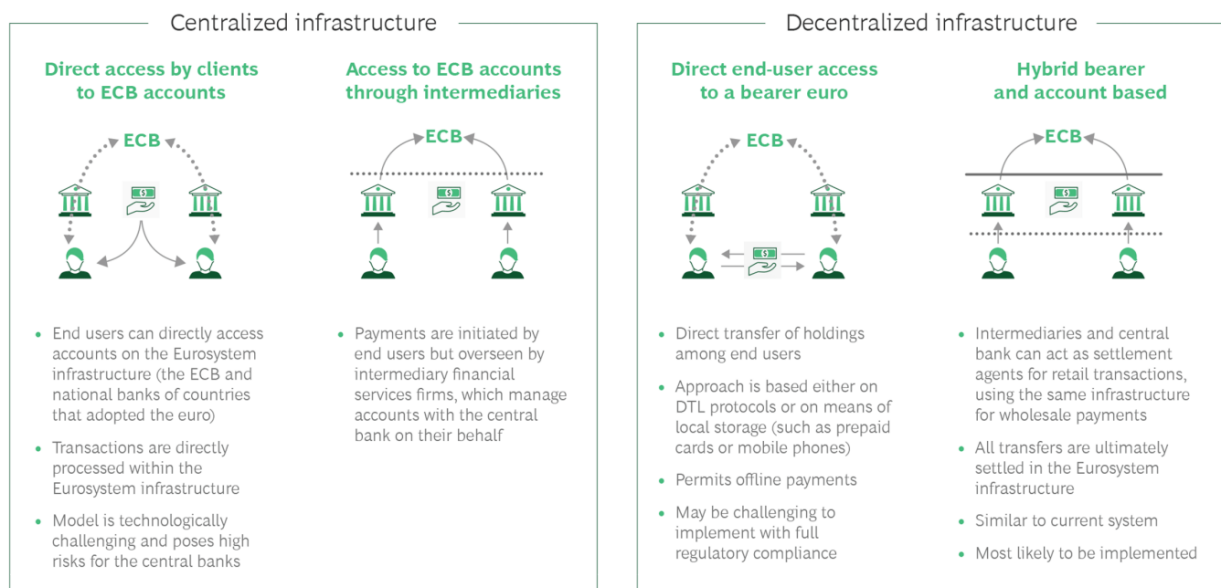 Centralized infrastructure
Direct access by clients
to ECB accounts
ECB
$
• End users can directly access
accounts on the Eurosystem
infrastructure (the ECB and
national banks of countries
that adopted the euro)
• Transactions are directly
processed within the
Eurosystem infrastructure
• Model is technologically
challenging and poses high
risks for the central banks
Access to ECB accounts
through intermediaries
ECB
$
• Payments are initiated by
end users but overseen by
intermediary financial
services firms, which manage
accounts with the central
bank on their behalf
Decentralized infrastructure
Direct end-user access
to a bearer euro
ECB
$
• Direct transfer of holdings
among end users
• Approach is based either on
DTL protocols or on means of
local storage (such as prepaid
cards or mobile phones)
• Permits offline payments
• May be challenging to
implement with full
regulatory compliance
Hybrid bearer
and account based
ECB
$
• Intermediaries and central
bank can act as settlement
agents for retail transactions,
using the same infrastructure
for wholesale payments
• All transfers are ultimately
settled in the Eurosystem
infrastructure
• Similar to current system
• Most likely to be implemented